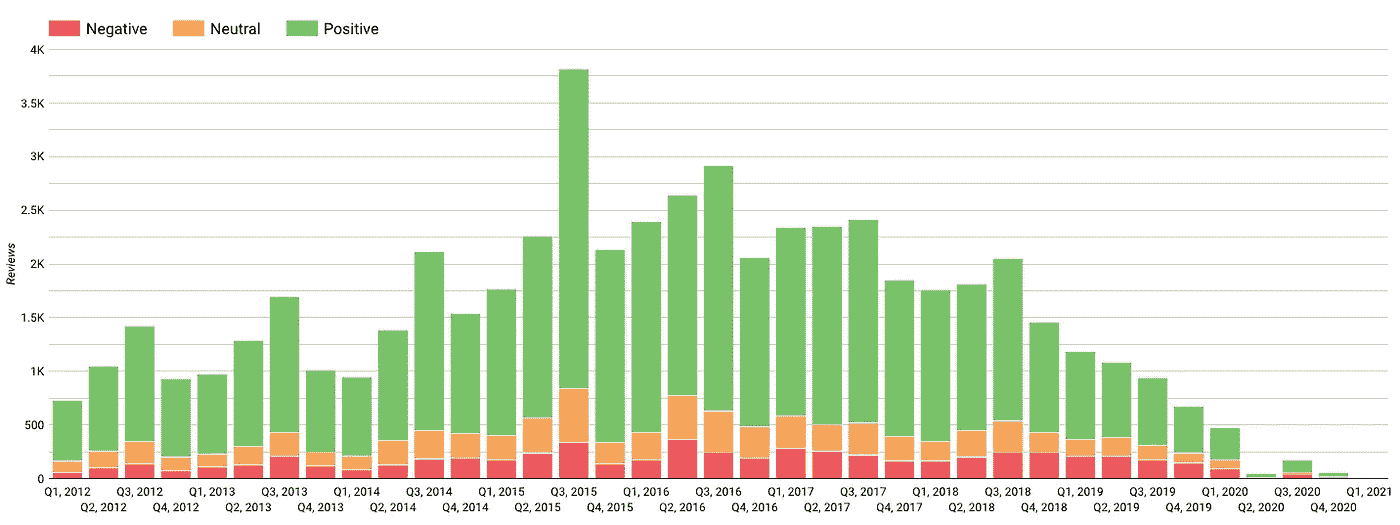 Negative Neutral Positive
4K
3.5K
3K
2.5K
2K
1.5K
1K
500
0
Reviews
Q1, 2012 Q3, 2012 Q1, 2013 Q3, 2013 Q1, 2014 Q3, 2014 Q1, 2015 Q3, 2015 Q1, 2016 Q3, 2016 Q1, 2017 Q3, 2017 Q1, 2018 Q3, 2018 Q1, 2019 Q3, 2019 Q1, 2020 Q3, 2020 Q1, 2021
Q2, 2012 Q4, 2012 Q2, 2013 Q4, 2013 Q2, 2014 Q4, 2014 Q2, 2015 Q4, 2015 Q2, 2016 Q4, 2016 Q2, 2017 Q4, 2017 Q2, 2018 Q4, 2018 Q2, 2019 Q4, 2019 Q2, 2020 Q4, 2020